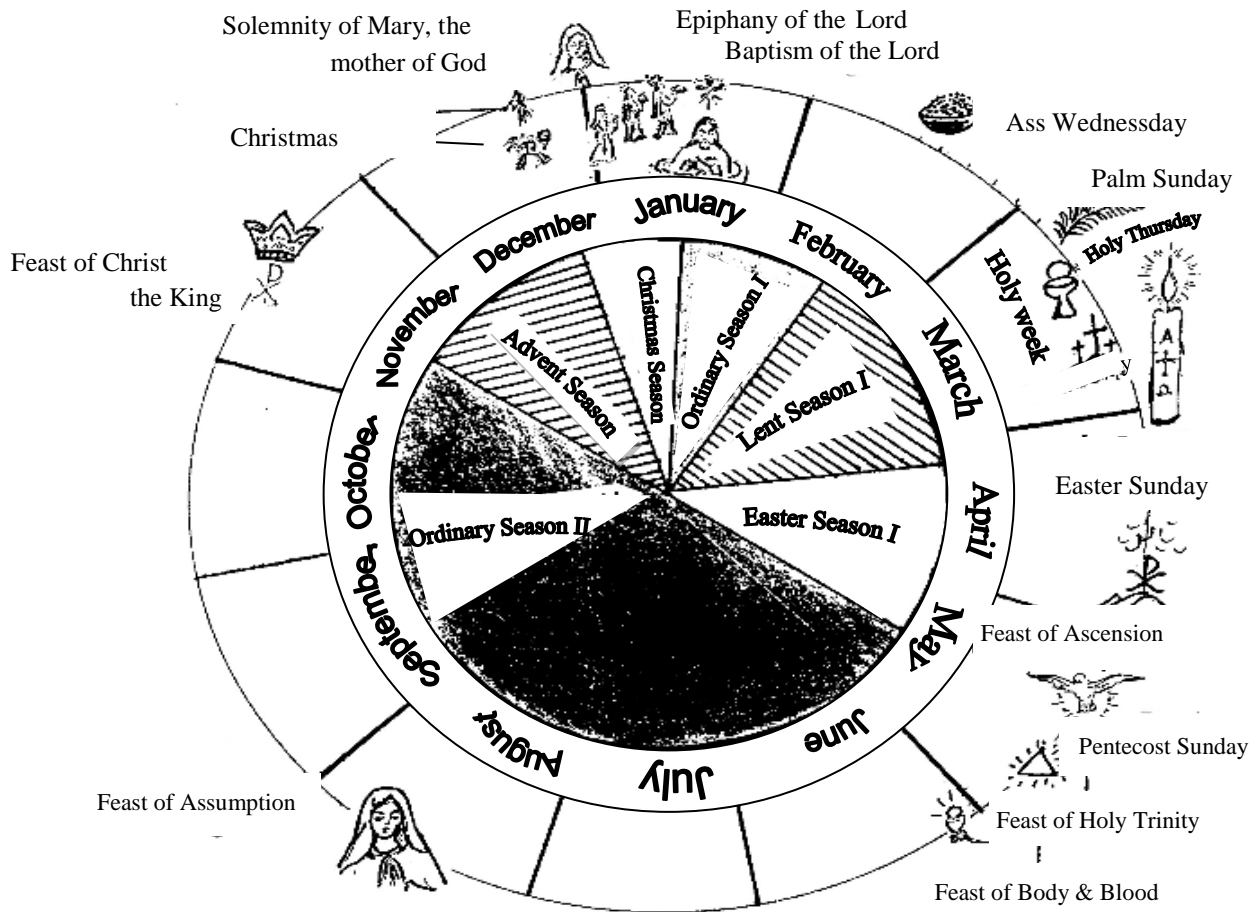 Solemnity of Mary, the
mother of God
Epiphany of the Lord
Baptism of the Lord
Christmas
Ass Wednessday
Palm Sunday
Holy Thursday
Holy week
y
Feast of Christ
the King
January
February
March
April
May
June
July
August
September
October
November
December
Advent Season
Christmas Season
Ordinary Season I
Lent Season I
Easter Season I
Ordinary Season II
A
Ω
Easter Sunday
Feast of Ascension
Pentecost Sunday
Feast of Holy Trinity
Feast of Body & Blood
Feast of Assumption